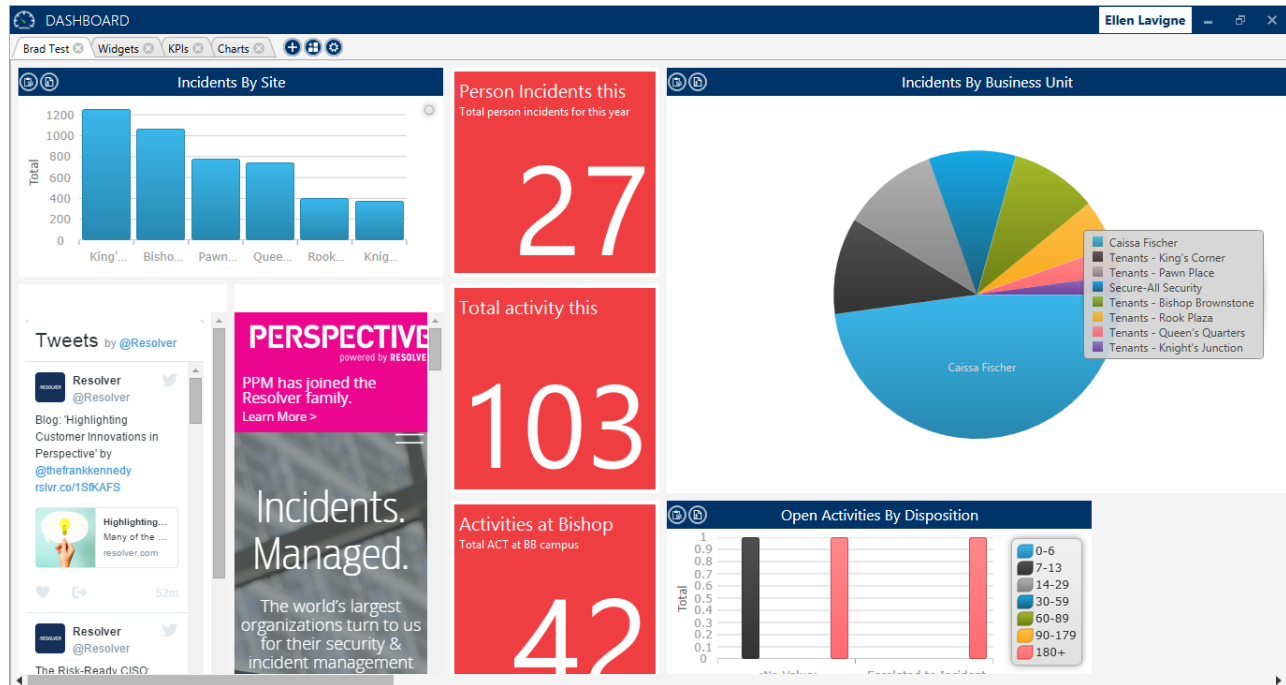 DASHBOARD
Ellen Lavigne
Brad Test
Widgets
KPIs
Charts
Incidents By Site
1200
1000
800
600
400
200
0
Total
King'...
Bisho...
Pawn...
Quee...
Rook...
Knig...
Person Incidents this
Total person incidents for this year
27
Incidents By Business Unit
Caissa Fischer
Caissa Fischer
Tenants - King's Corner
Tenants - Pawn Place
Secure-All Security
Tenants - Bishop Brownstone
Tenants - Rook Plaza
Tenants - Queen's Quarters
Tenants - Knight's Junction
Tweets by @Resolver
RESOLVER
Resolver
@Resolver
Blog: 'Highlighting
Customer Innovations in
Perspective' by
@thefrankkennedy
rslvr.co/1SfKAFS
Highlighting...
Many of the ...
resolver.com
52m
RESOLVER
Resolver
@Resolver
The Risk-Ready CISO:
PERSPECTIVE
powered by RESOLVE
PPM has joined the
Resolver family.
Learn More >
Incidents.
Managed.
The world's largest
organizations turn to us
for their security &
incident management
Total activity this
103
Activities at Bishop
Total ACT at BB campus
42
Open Activities By Disposition
1
0.9
0.8
0.7
0.6
0.5
0.4
0.3
0.2
0.1
0
Total
<No Value>
Escalated to Incident
0-6
7-13
14-29
30-59
60-89
90-179
180+